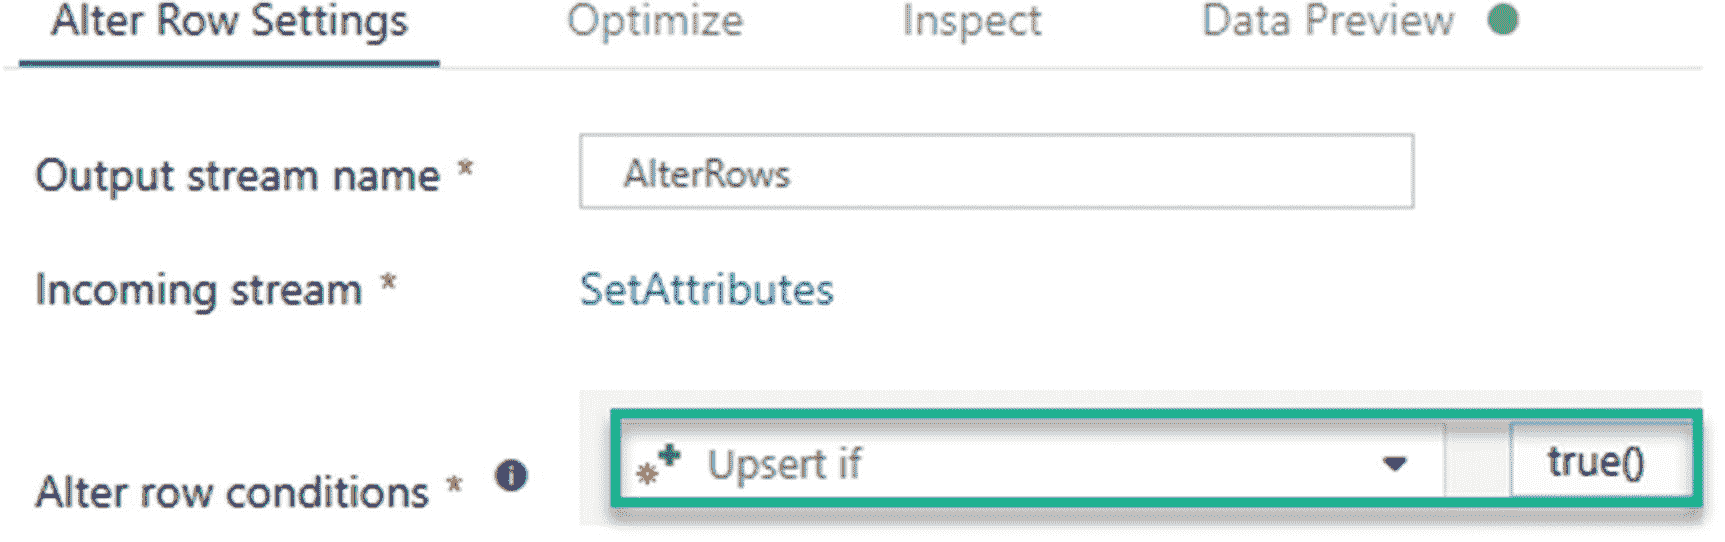 Alter Row Settings Optimize Inspect Data Preview
Output stream name * AlterRows
Incoming stream * SetAttributes
Alter row conditions * i Upsert if true()